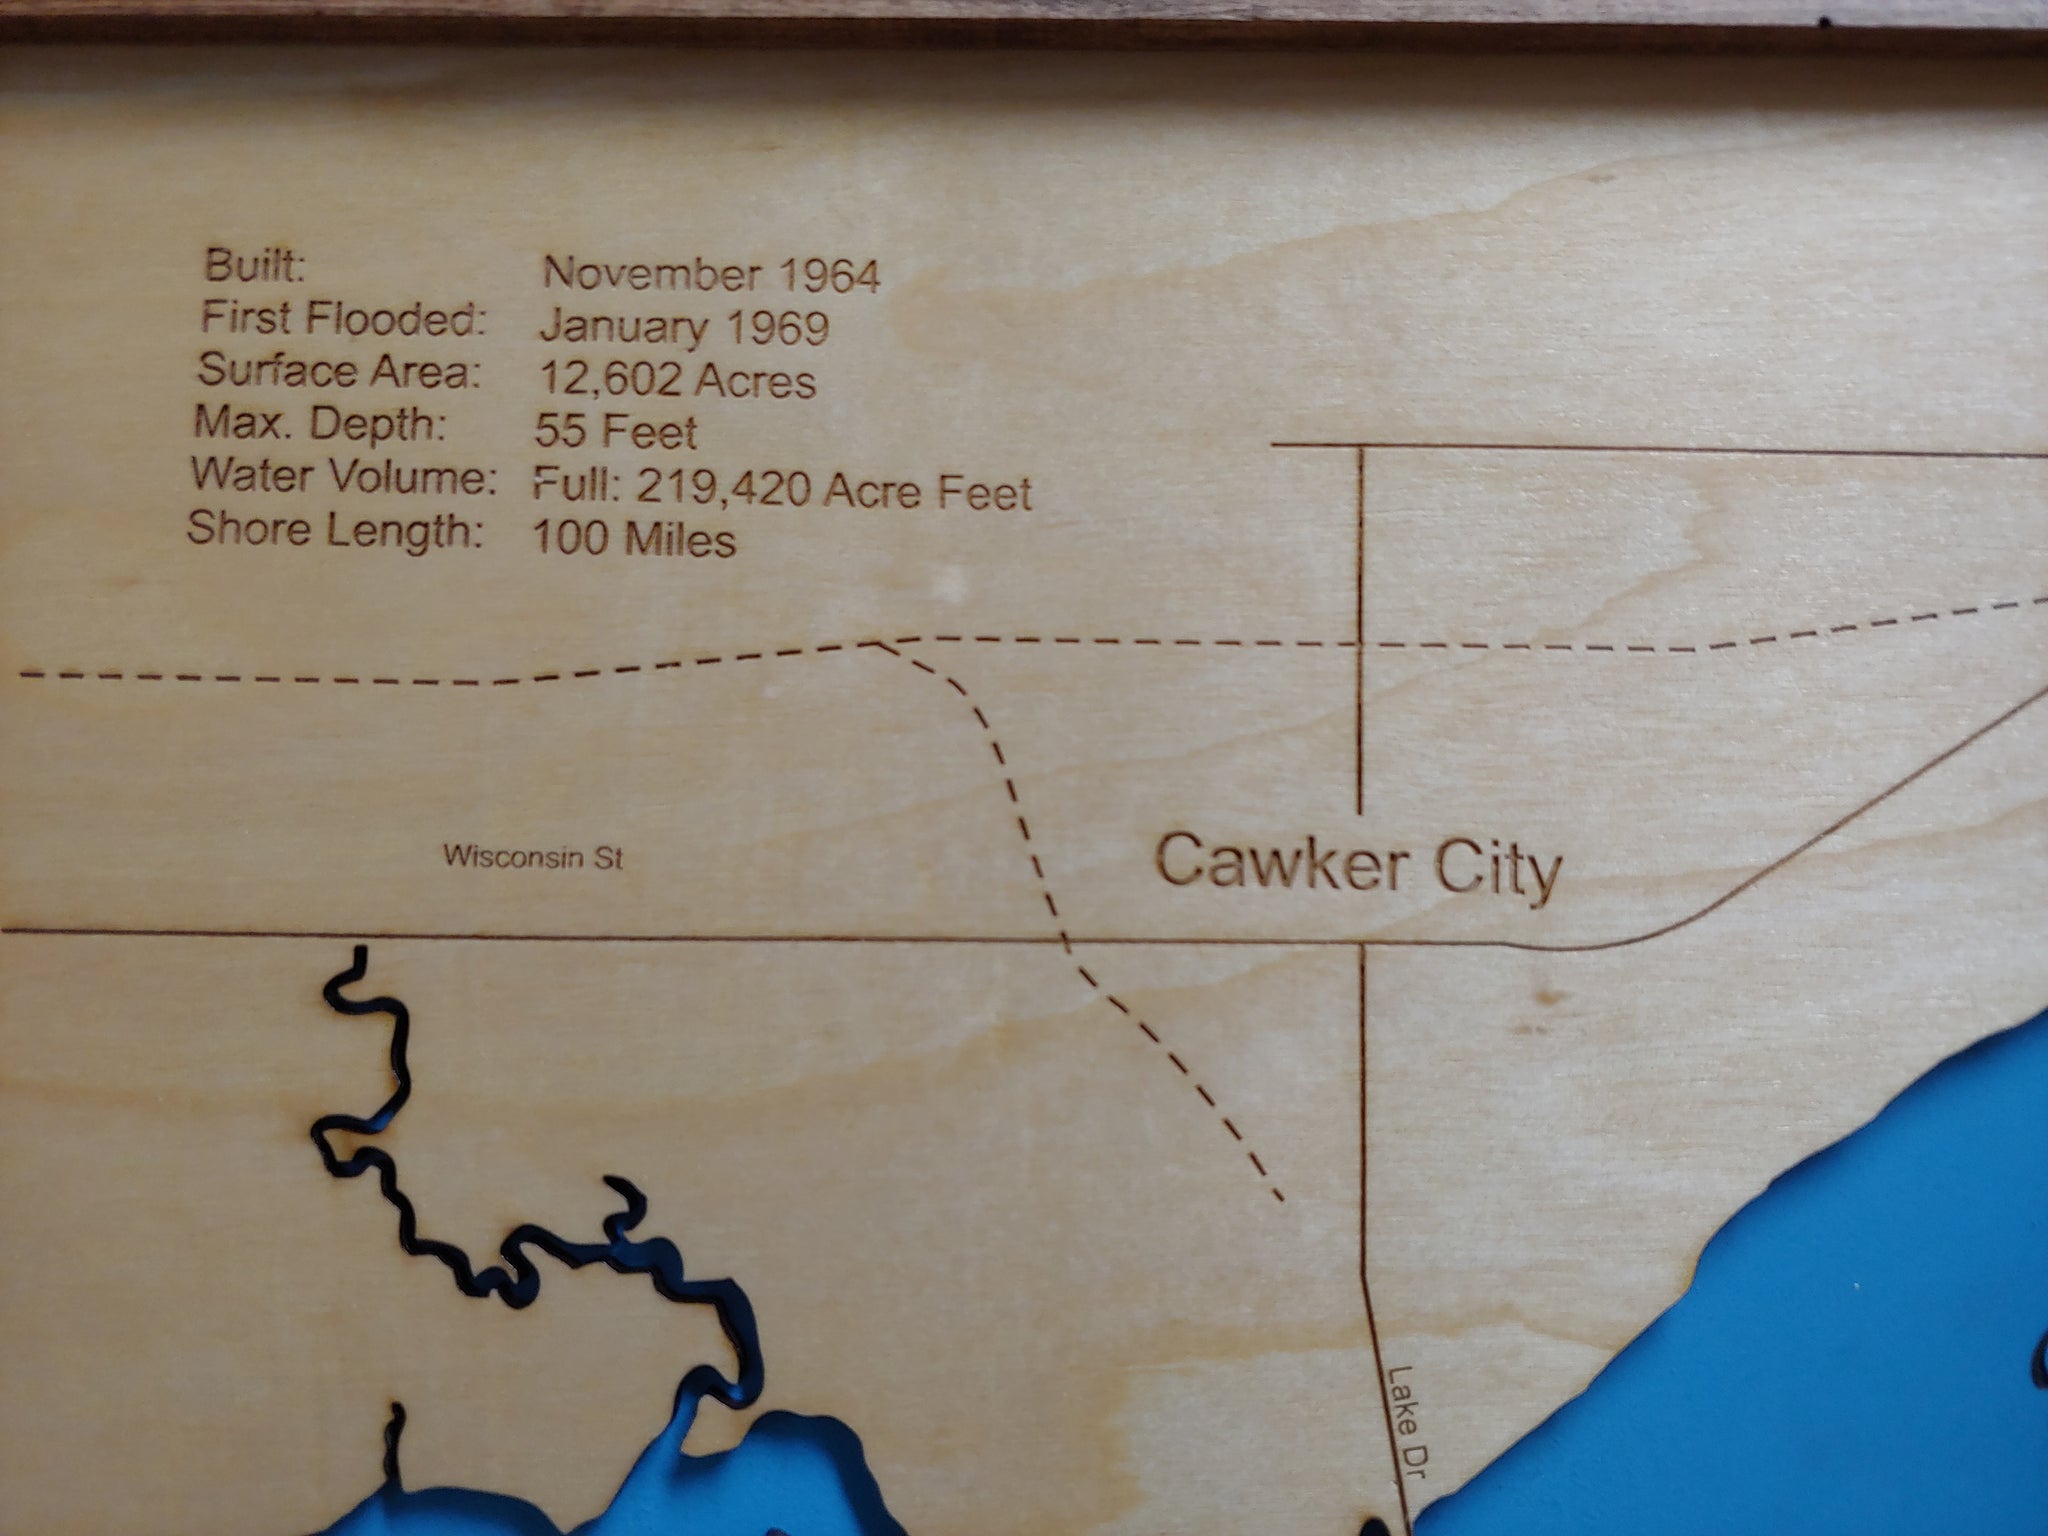 Built: November 1964
First Flooded: January 1969
Surface Area: 12,602 Acres
Max. Depth: 55 Feet
Water Volume: Full: 219,420 Acre Feet
Shore Length: 100 Miles
Wisconsin St
Cawker City
Lake Dr